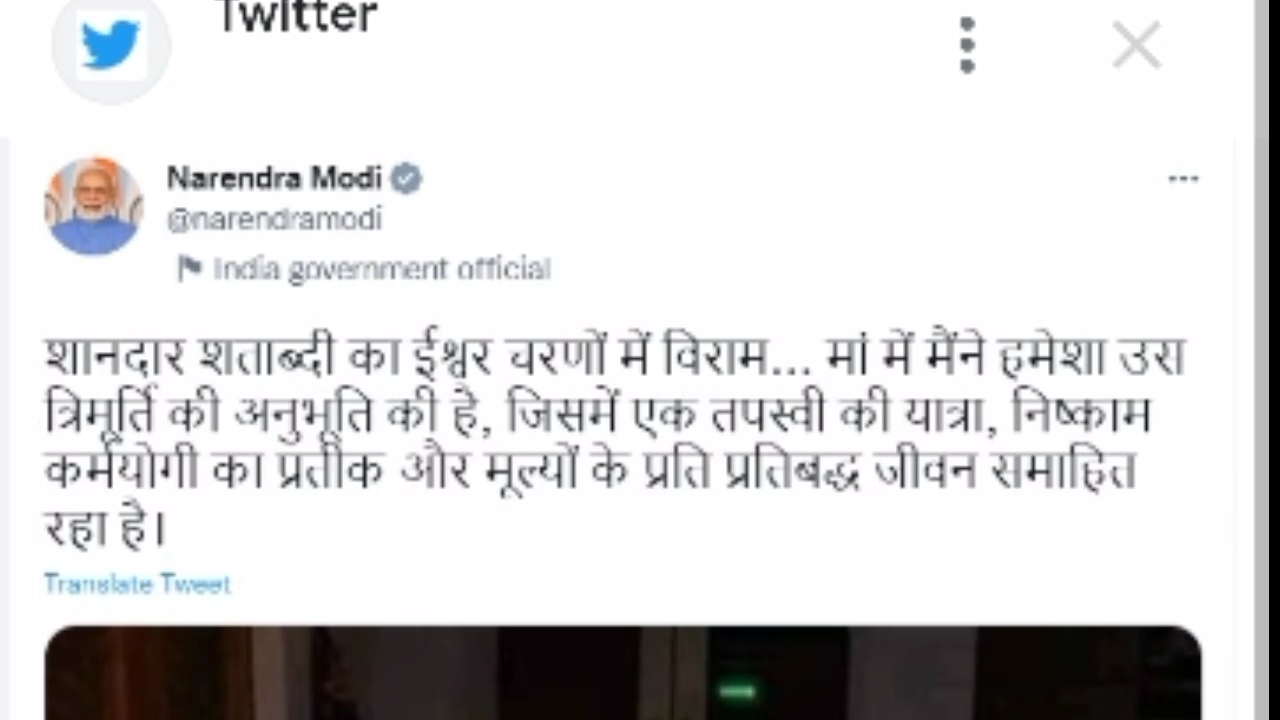 Twitter
Narendra Modi
@narendramodi
India government official
शानदार शताब्दी का ईश्वर चरणों में विराम... मां में मैंने हमेशा उस
त्रिमूर्ति की अनुभूति की है, जिसमें एक तपस्वी की यात्रा, निष्काम
कर्मयोगी का प्रतीक और मूल्यों के प्रति प्रतिबद्ध जीवन समाहित
रहा है।
Translate Tweet